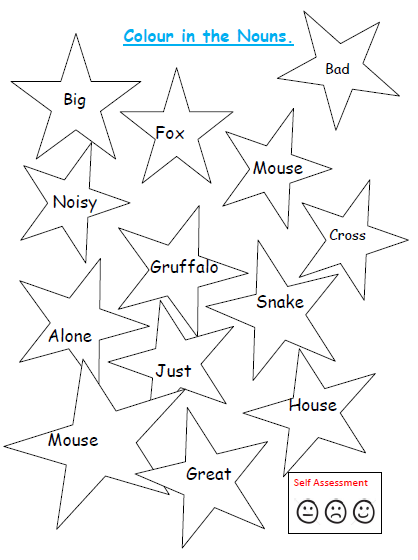 Colour in the Nouns.
Bad
Big
Fox
Mouse
Noisy
Cross
Gruffalo
Snake
Alone
Just
House
Mouse
Great
Self Assessment